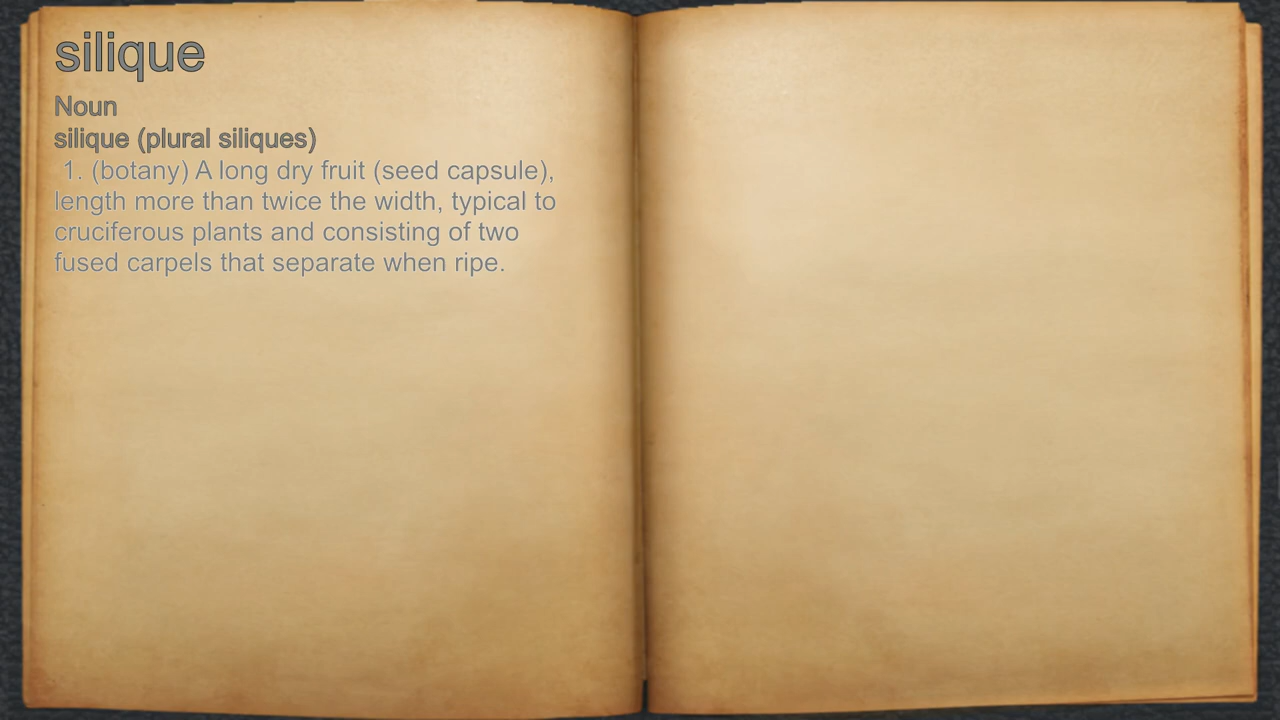 silique
Noun
silique (plural siliques)
1. (botany) A long dry fruit (seed capsule),
length more than twice the width, typical to
cruciferous plants and consisting of two
fused carpels that separate when ripe.